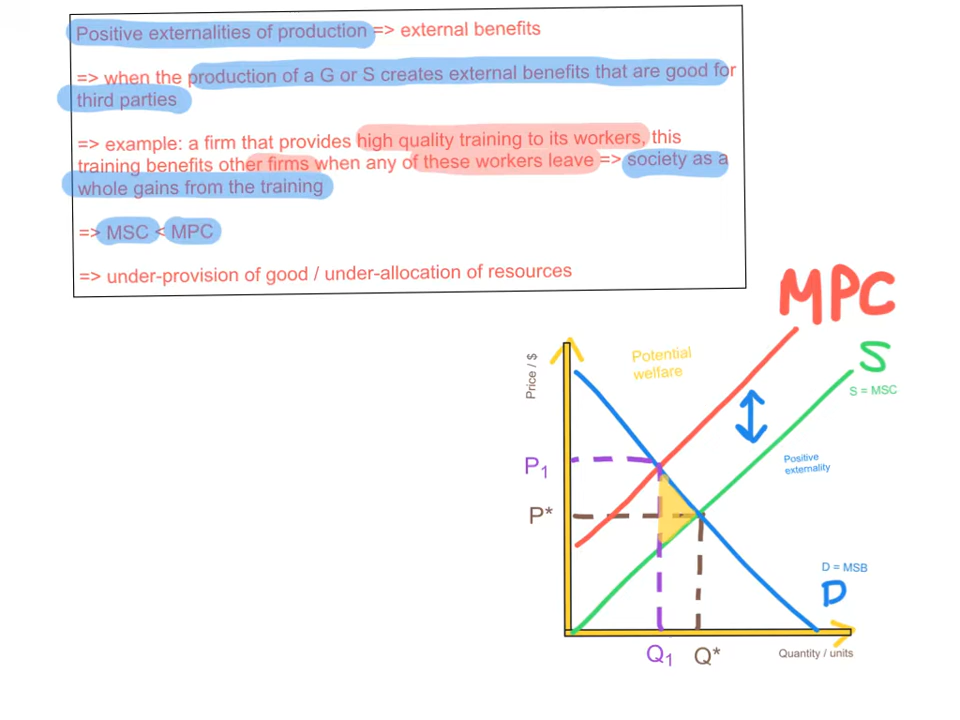 Positive externalities of production => external benefits
=> when the production of a G or S creates external benefits that are good for
third parties
=> example: a firm that provides high quality training to its workers, this
training benefits other firms when any of these workers leave => society as a
whole gains from the training
=> MSC < MPC
=> under-provision of good / under-allocation of resources
MPC
S
S = MSC
Potential
welfare
Price / $
Positive
externality
P1
P*
D = MSB
D
Q1 Q*
Quantity / units